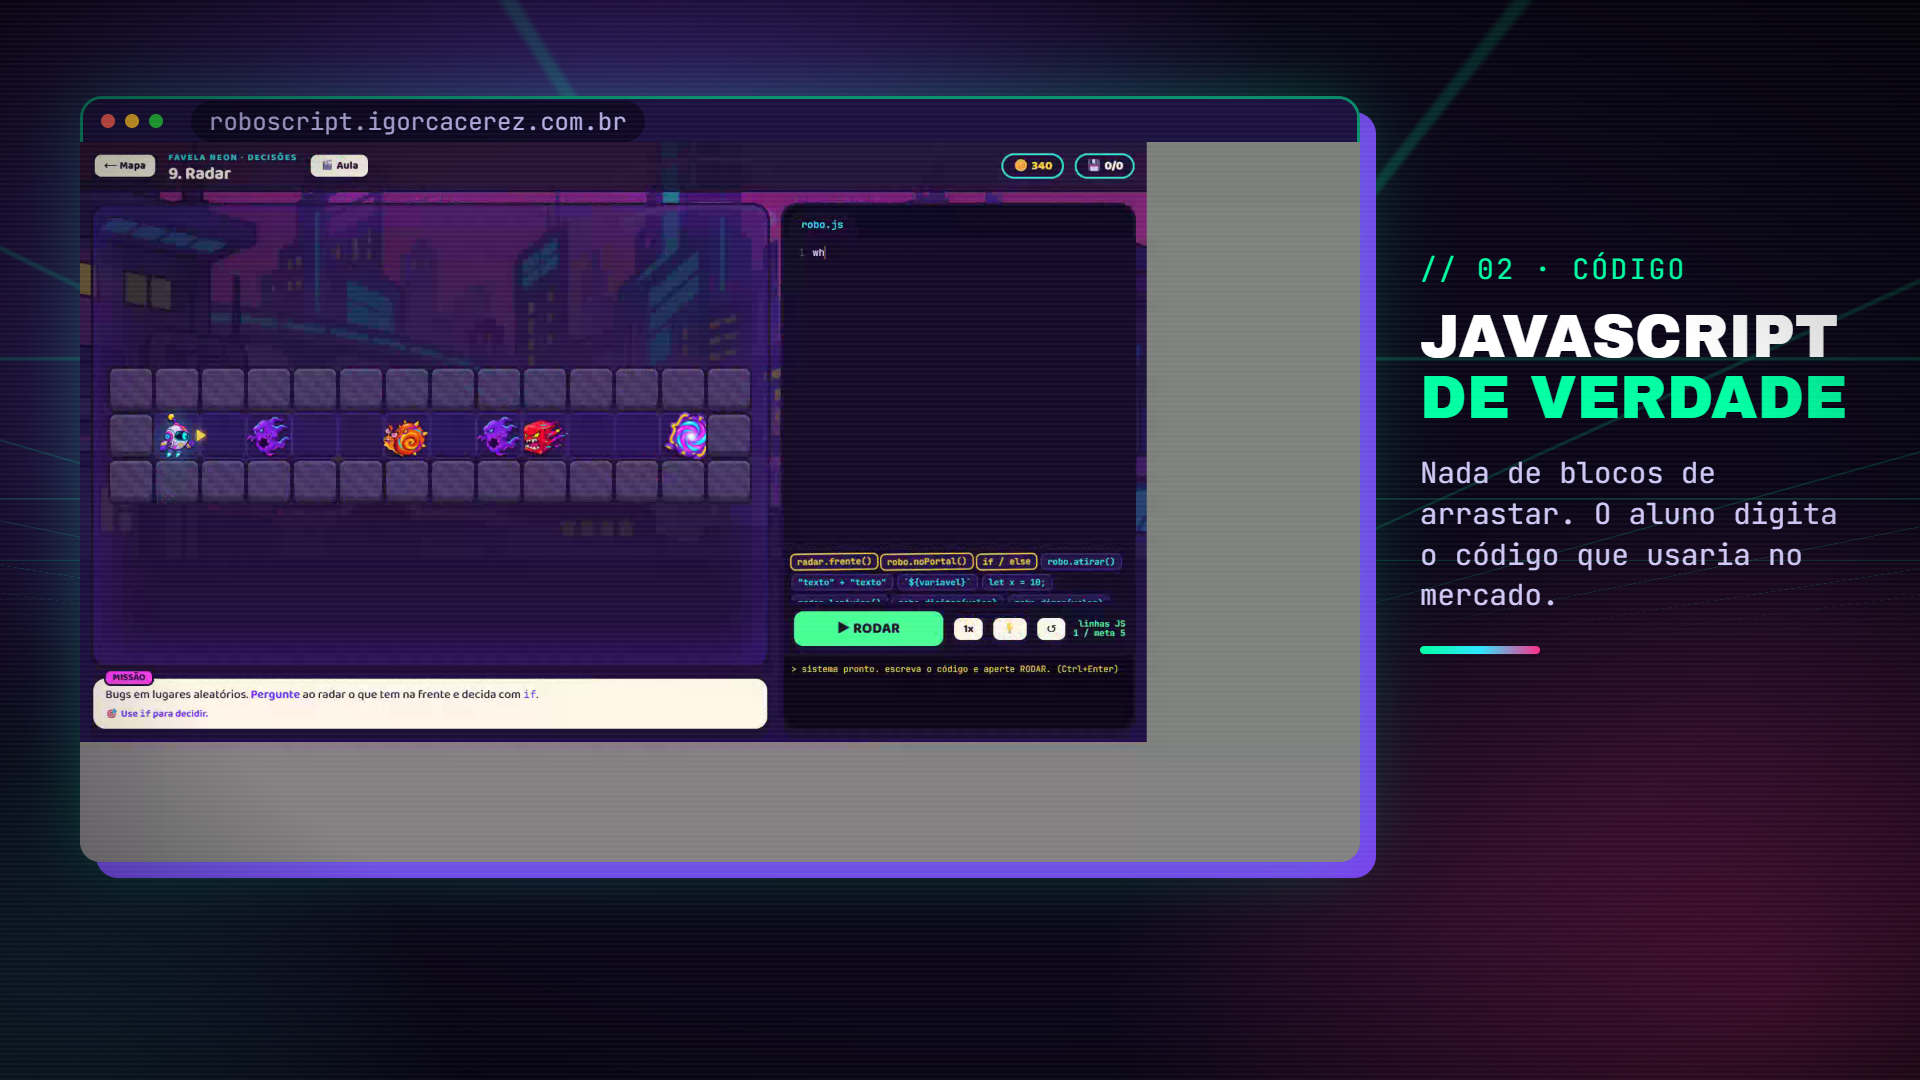 roboscript.igorcacerez.com.br
← Mapa
FAVELA NEON · DECISÕES
9. Radar
Aula
340
0/0
robo.js
1 wh
radar.frente() robo.noPortal() if / else robo.atirar()
"texto" + "texto" `${variavel}` let x = 10;
▶ RODAR
1x
↺
linhas JS
1 / meta 5
> sistema pronto. escreva o código e aperte RODAR. (Ctrl+Enter)
MISSÃO
Bugs em lugares aleatórios. Pergunte ao radar o que tem na frente e decida com if.
Use if para decidir.
// 02 · CÓDIGO
JAVASCRIPT
DE VERDADE
Nada de blocos de
arrastar. O aluno digita
o código que usaria no
mercado.